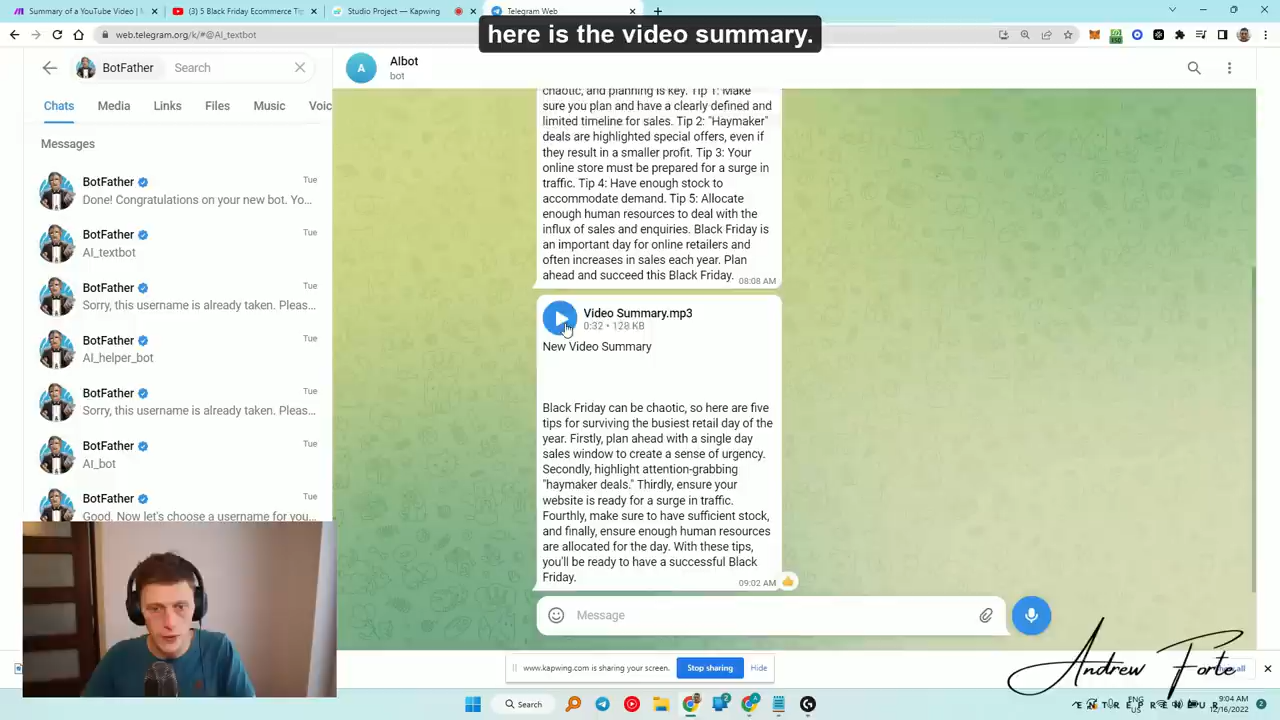 Summary of a YouTube Video |
(3) 5 Black Friday Ecommerce Ti
Studio Project — Kapwing
Telegram Web
here is the video summary.
web.telegram.org/k/#@AI_textbot
BotFather
Search
AIbot
bot
Chats
Media
Links
Files
Music
Voic
Messages
BotFather
Tue
Done! Congratulations on your new bot. Yo...
BotFather
Tue
AI_textbot
BotFather
Tue
Sorry, this username is already taken. Pleas...
BotFather
Tue
AI_helper_bot
BotFather
Tue
Sorry, this username is already taken. Pleas...
BotFather
Tue
AI_bot
BotFather
Tue
Good. Now let's choose a username for you...
chaotic, and planning is key. Tip 1: Make
sure you plan and have a clearly defined and
limited timeline for sales. Tip 2: "Haymaker"
deals are highlighted special offers, even if
they result in a smaller profit. Tip 3: Your
online store must be prepared for a surge in
traffic. Tip 4: Have enough stock to
accommodate demand. Tip 5: Allocate
enough human resources to deal with the
influx of sales and enquiries. Black Friday is
an important day for online retailers and
often increases in sales each year. Plan
ahead and succeed this Black Friday.
08:08 AM
Video Summary.mp3
0:32 • 128 KB
New Video Summary
Black Friday can be chaotic, so here are five
tips for surviving the busiest retail day of the
year. Firstly, plan ahead with a single day
sales window to create a sense of urgency.
Secondly, highlight attention-grabbing
"haymaker deals." Thirdly, ensure your
website is ready for a surge in traffic.
Fourthly, make sure to have sufficient stock,
and finally, ensure enough human resources
are allocated for the day. With these tips,
you'll be ready to have a successful Black
Friday.
09:02 AM
Message
www.kapwing.com is sharing your screen.
Stop sharing
Hide
Andrew Forte
ENTREPRENEUR
Search
ENG
US
9:04 AM
12/16/2022